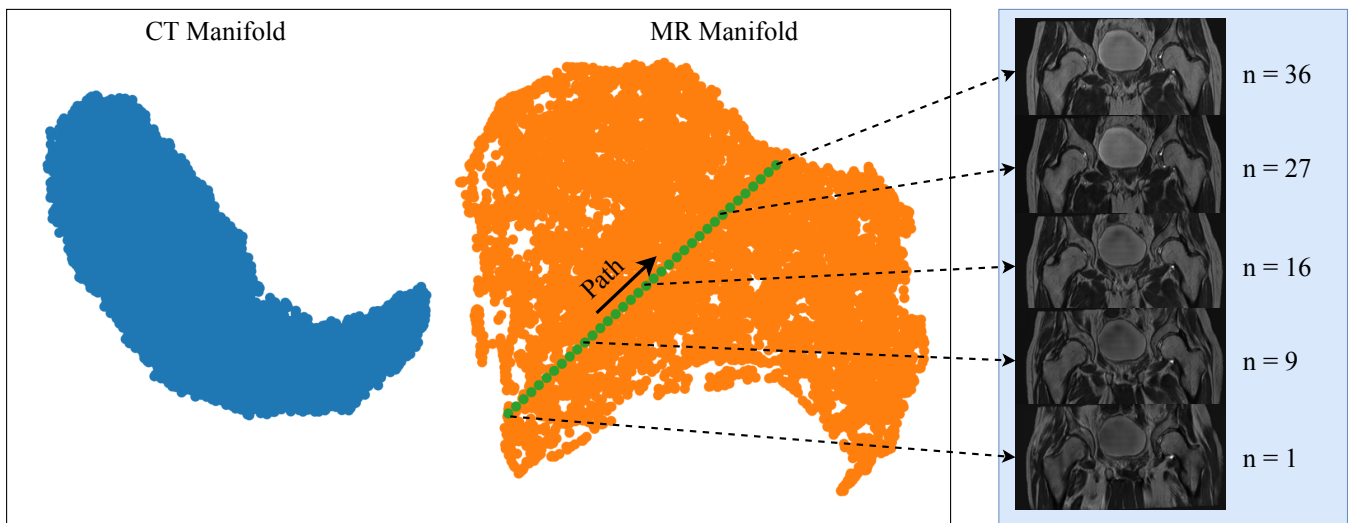 CT Manifold
MR Manifold
Path
n = 36
n = 27
n = 16
n = 9
n = 1